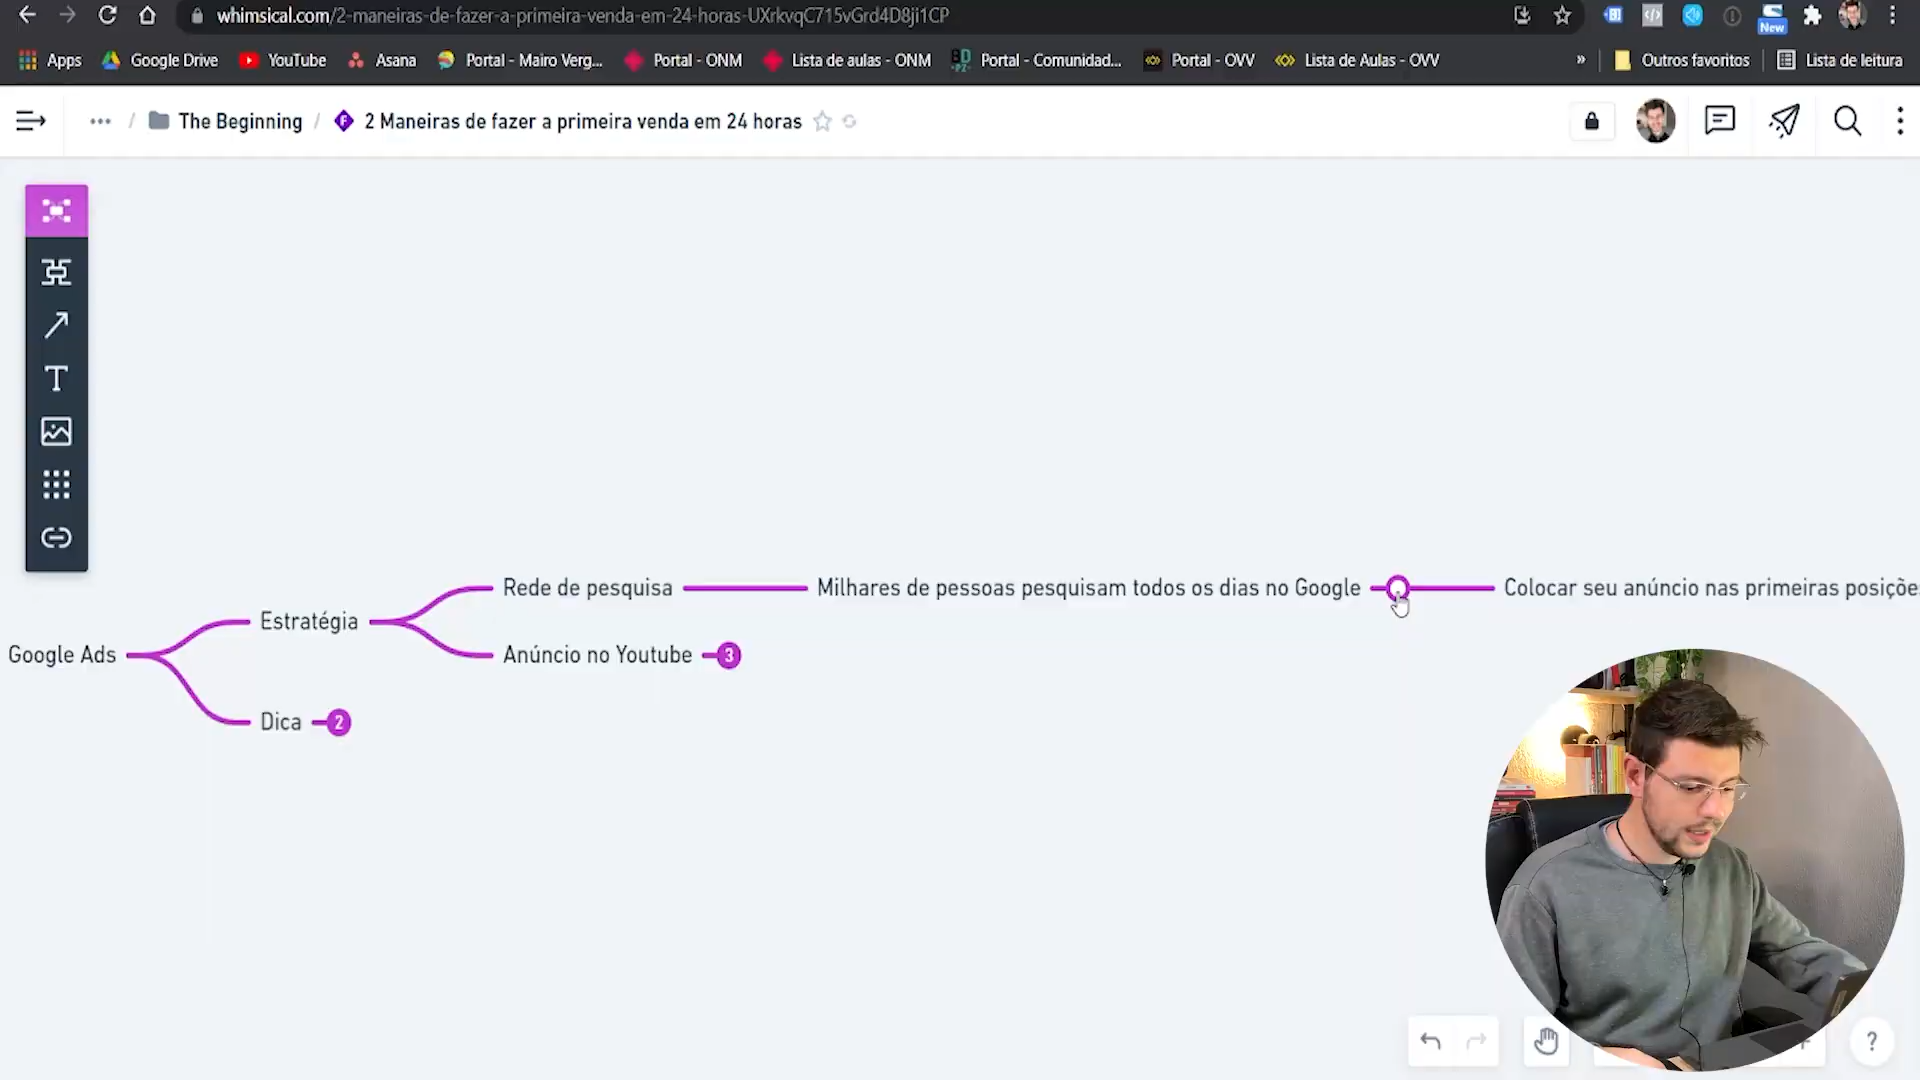 whimsical.com/2-maneiras-de-fazer-a-primeira-venda-em-24-horas-UXrkvqC715vGrd4D8ji1CP
New
Apps Google Drive YouTube Asana Portal - Mairo Verg... Portal - ONM Lista de aulas - ONM Portal - Comunidad... Portal - OVV Lista de Aulas - OVV » Outros favoritos Lista de leitura
... / The Beginning / 2 Maneiras de fazer a primeira venda em 24 horas
T
Rede de pesquisa Milhares de pessoas pesquisam todos os dias no Google Colocar seu anúncio nas primeiras posiçõe
Estratégia
Google Ads Anúncio no Youtube 3
Dica 2
?